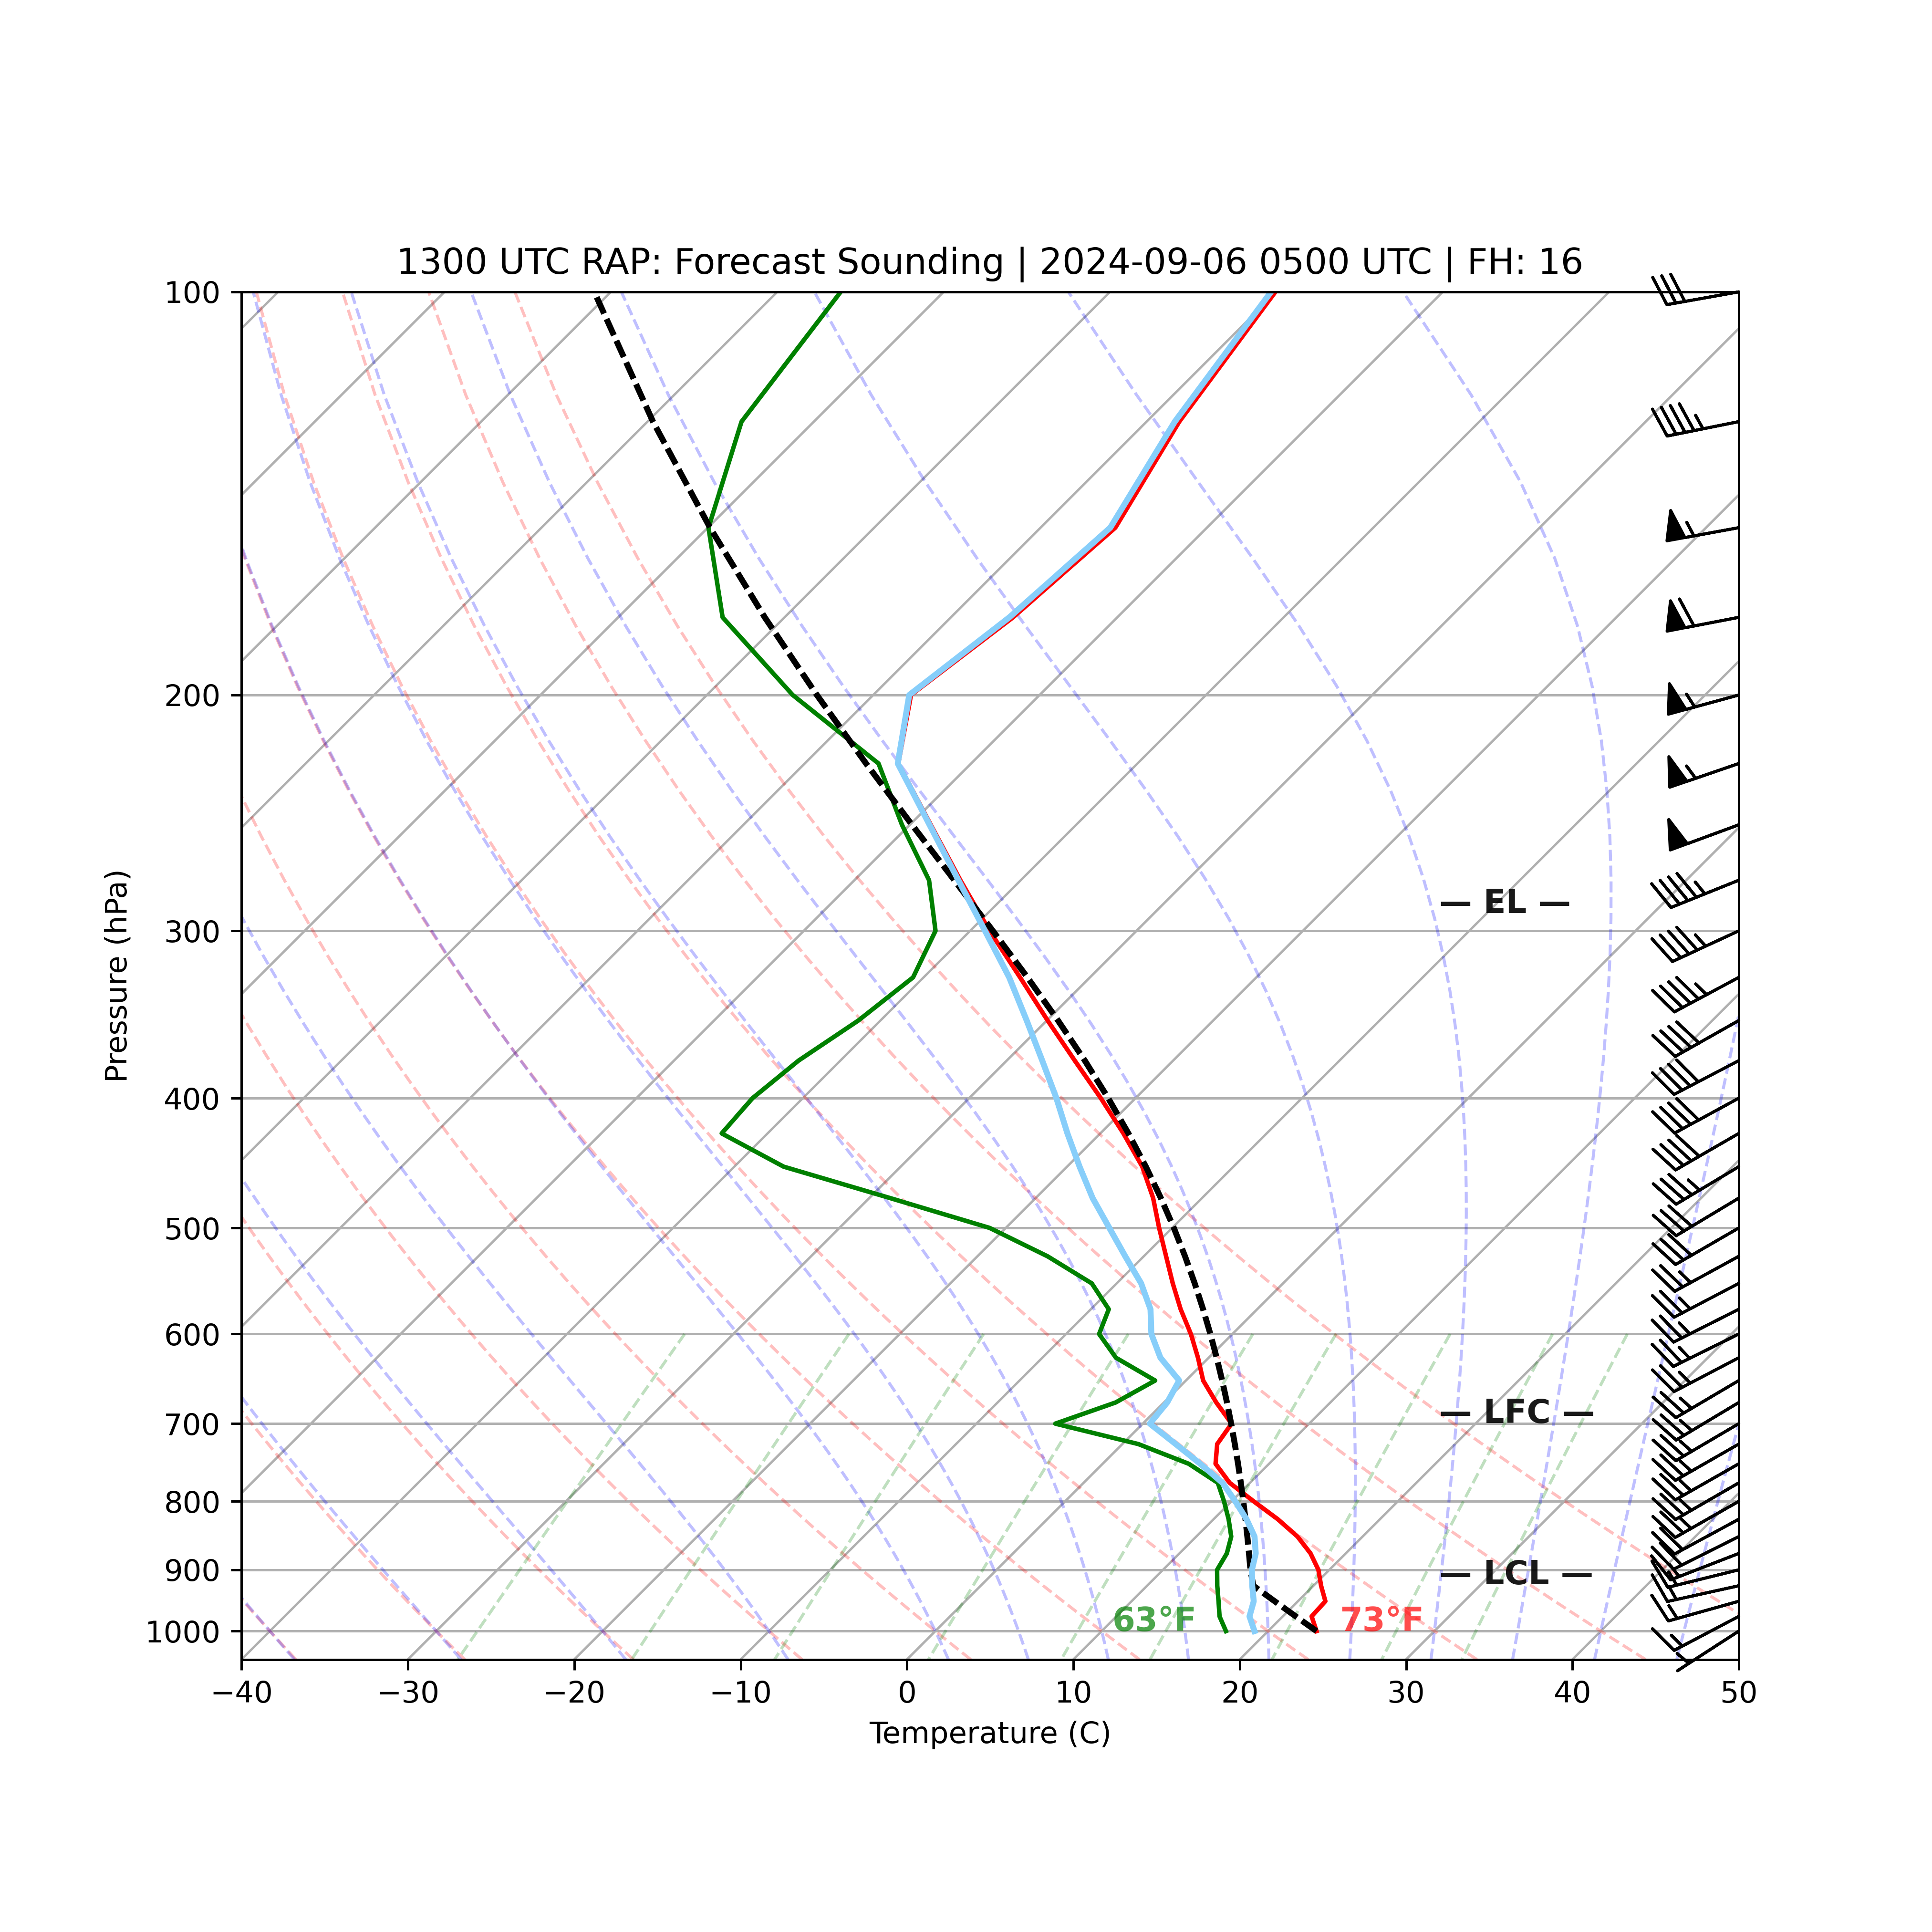 1300 UTC RAP: Forecast Sounding | 2024-09-06 0500 UTC | FH: 16
100
200
300
400
500
600
700
800
900
1000
Pressure (hPa)
— EL —
— LFC —
— LCL —
63°F
73°F
−40 −30 −20 −10 0 10 20 30 40 50
Temperature (C)